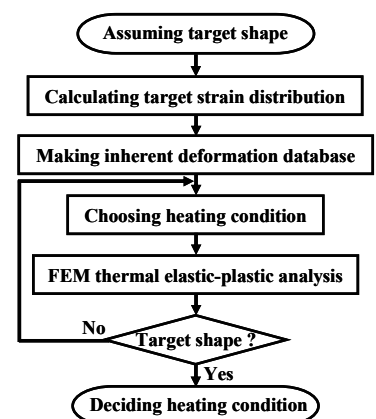 Assuming target shape
Calculating target strain distribution
Making inherent deformation database
Choosing heating condition
FEM thermal elastic-plastic analysis
No
Target shape ?
Yes
Deciding heating condition